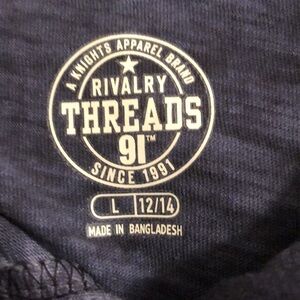 A KNIGHTS APPAREL BRAND
RIVALRY
THREADS
91™
SINCE 1991
L 12/14
MADE IN BANGLADESH